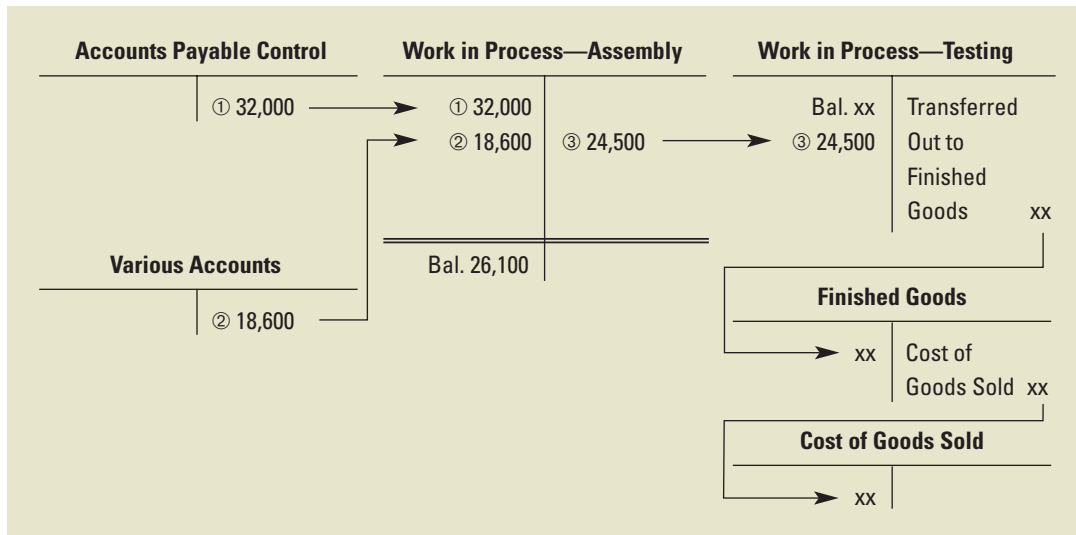 Accounts Payable Control
① 32,000
Work in Process—Assembly
① 32,000
② 18,600
③ 24,500
Bal. 26,100
Work in Process—Testing
Bal. xx
③ 24,500
Transferred
Out to
Finished
Goods xx
Various Accounts
② 18,600
Finished Goods
xx
Cost of
Goods Sold xx
Cost of Goods Sold
xx